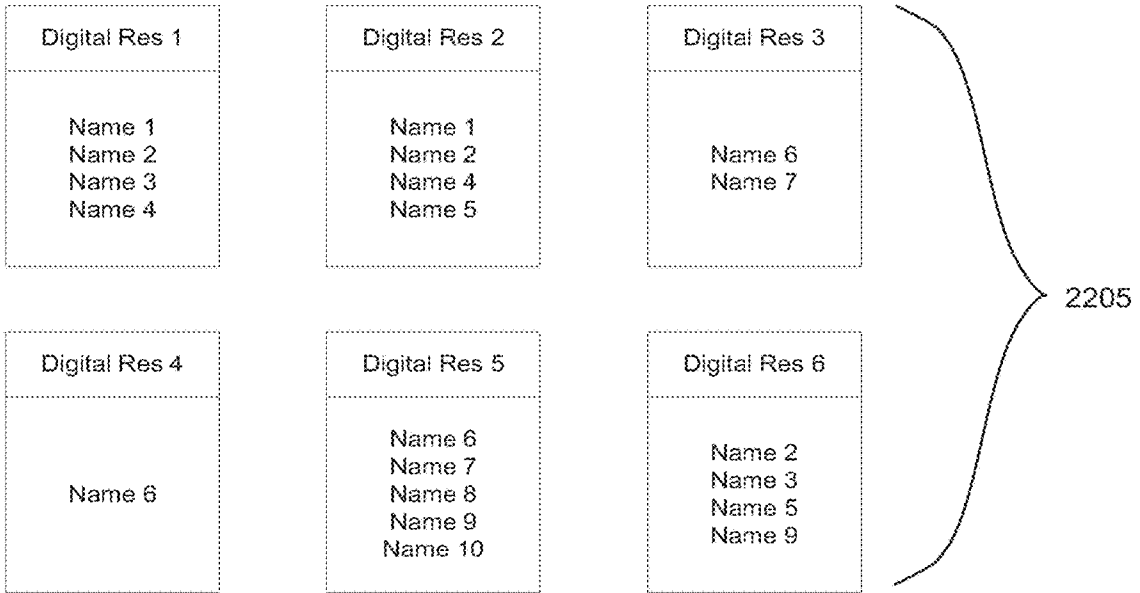 Digital Res 1
Name 1
Name 2
Name 3
Name 4
Digital Res 2
Name 1
Name 2
Name 4
Name 5
Digital Res 3
Name 6
Name 7
2205
Digital Res 4
Name 6
Digital Res 5
Name 6
Name 7
Name 8
Name 9
Name 10
Digital Res 6
Name 2
Name 3
Name 5
Name 9